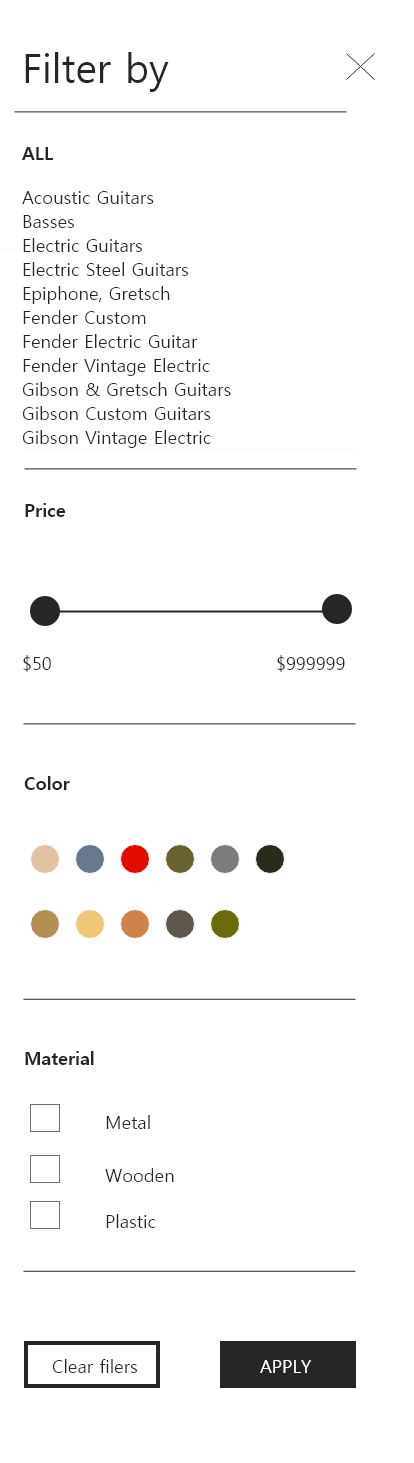 Filter by
ALL
Acoustic Guitars
Basses
Electric Guitars
Electric Steel Guitars
Epiphone, Gretsch
Fender Custom
Fender Electric Guitar
Fender Vintage Electric
Gibson & Gretsch Guitars
Gibson Custom Guitars
Gibson Vintage Electric
Price
$50 $999999
Color
Material
Metal
Wooden
Plastic
Clear filers APPLY